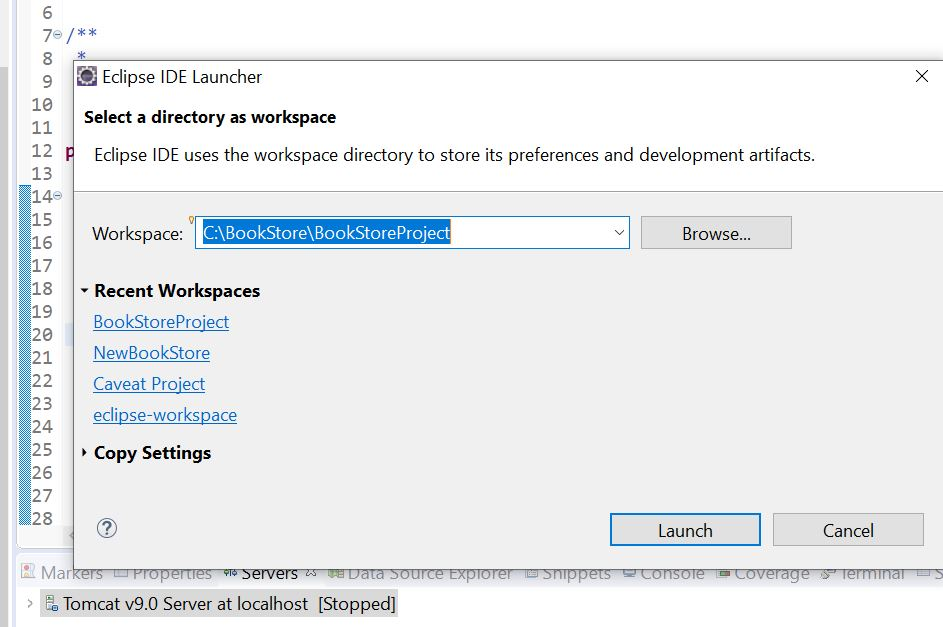 6
7 /**
8 *
9
10
11
12 p
13
14
15
16
17
18
19
20
21
22
23
24
25
26
27
28
Eclipse IDE Launcher
Select a directory as workspace
Eclipse IDE uses the workspace directory to store its preferences and development artifacts.
Workspace: C:\BookStore\BookStoreProject Browse...
Recent Workspaces
BookStoreProject
NewBookStore
Caveat Project
eclipse-workspace
Copy Settings
? Launch Cancel
Markers Properties Servers Data Source Explorer Snippets Console Coverage Terminal S
Tomcat v9.0 Server at localhost [Stopped]